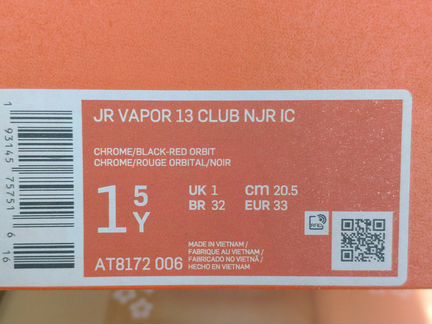 JR VAPOR 13 CLUB NJR IC
CHROME/BLACK-RED ORBIT
CHROME/ROUGE ORBITAL/NOIR
1 5Y
UK 1 CM 20.5
BR 32 EUR 33
MADE IN VIETNAM /
FABRIQUE AU VIETNAM /
FABRICADO NO VIETNÃ /
HECHO EN VIETNAM
AT8172 006
RFID
1 93145 75751 6 16